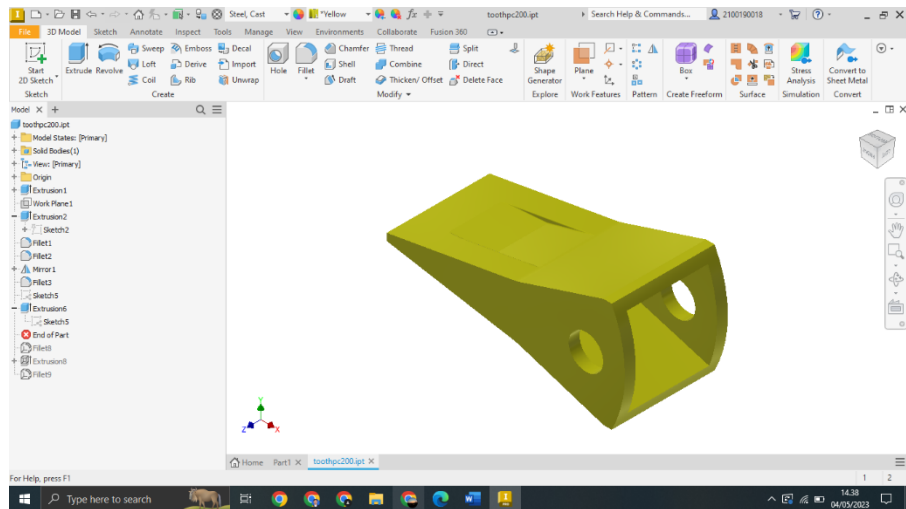 Steel, Cast
*Yellow
toothpc200.ipt
Search Help & Commands...
2100190018
File 3D Model Sketch Annotate Inspect Tools Manage View Environments Collaborate Fusion 360
Start
2D Sketch
Extrude Revolve
Sweep Emboss Decal
Loft Derive Import
Coil Rib Unwrap
Hole Fillet
Chamfer Thread Split
Shell Combine Direct
Draft Thicken/ Offset Delete Face
Shape
Generator
Plane
Box
Stress
Analysis
Convert to
Sheet Metal
Sketch Create Modify Explore Work Features Pattern Create Freeform Surface Simulation Convert
Model
toothpc200.ipt
Model States: [Primary]
Solid Bodies(1)
View: [Primary]
Origin
Extrusion1
Work Plane1
Extrusion2
Sketch2
Fillet1
Fillet2
Mirror1
Fillet3
Sketch5
Extrusion6
Sketch5
End of Part
Fillet8
Extrusion8
Fillet9
Y
Z X
Home Part1 toothpc200.ipt
For Help, press F1
1 2
Type here to search
14.38
04/05/2023